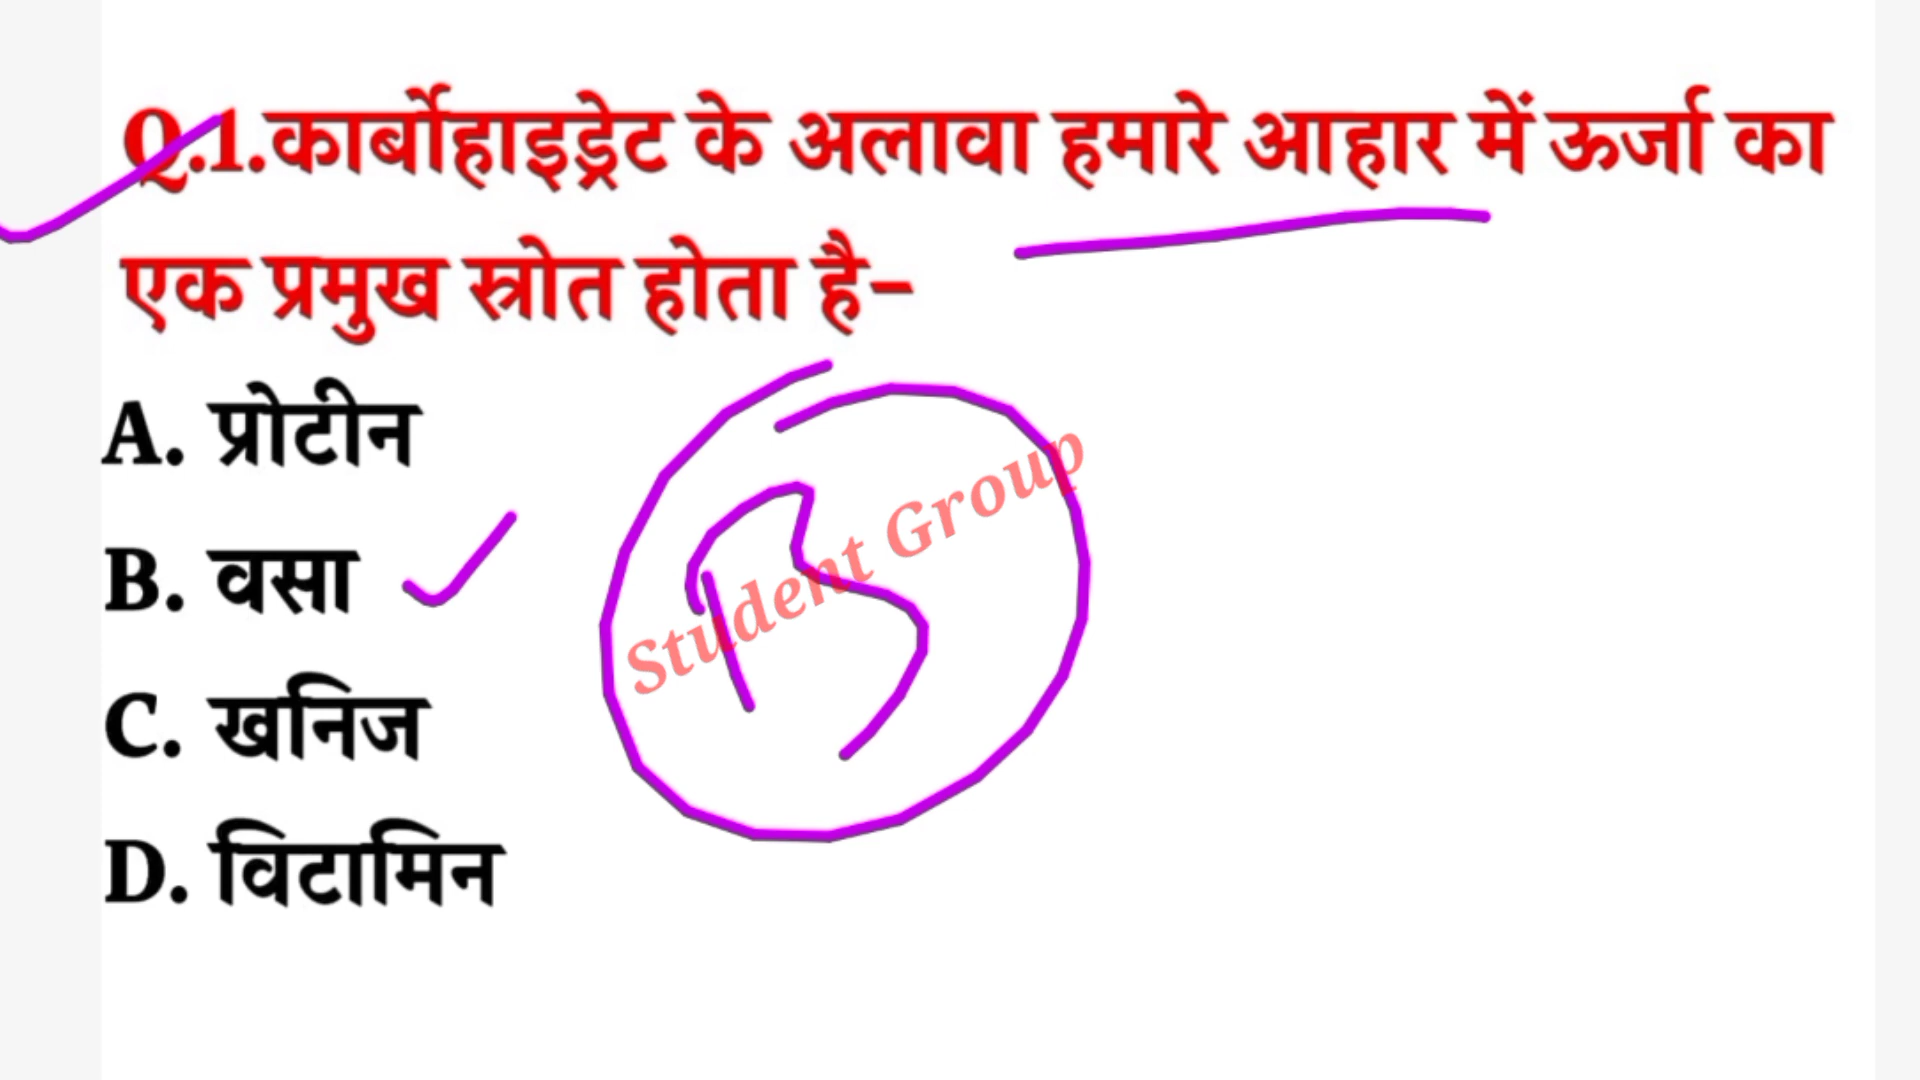 Q.1.कार्बोहाइड्रेट के अलावा हमारे आहार में ऊर्जा का
एक प्रमुख स्रोत होता है–
A. प्रोटीन
B. वसा
C. खनिज
D. विटामिन
B
Student Group